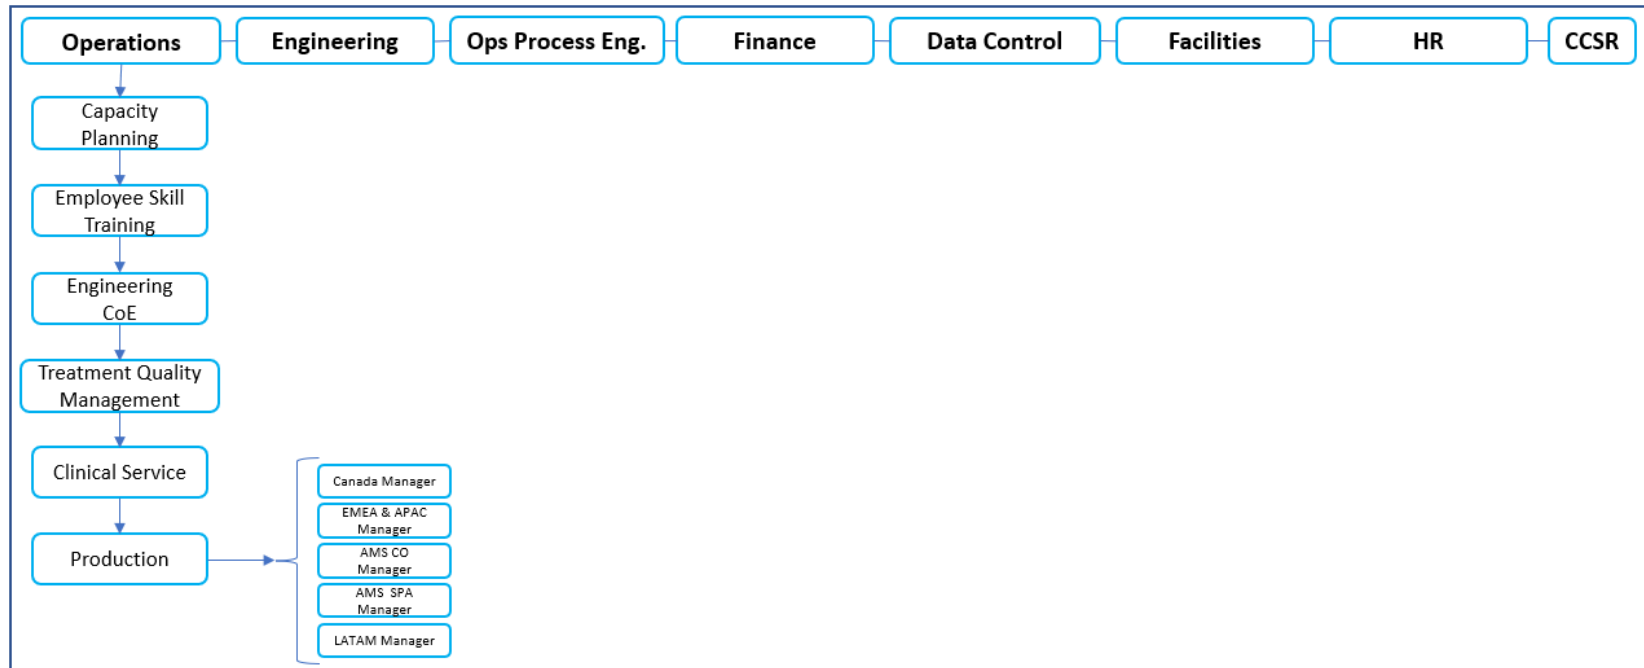 Operations
Engineering
Ops Process Eng.
Finance
Data Control
Facilities
HR
CCSR
Capacity
Planning
Employee Skill
Training
Engineering
CoE
Treatment Quality
Management
Clinical Service
Production
Canada Manager
EMEA & APAC
Manager
AMS CO
Manager
AMS SPA
Manager
LATAM Manager